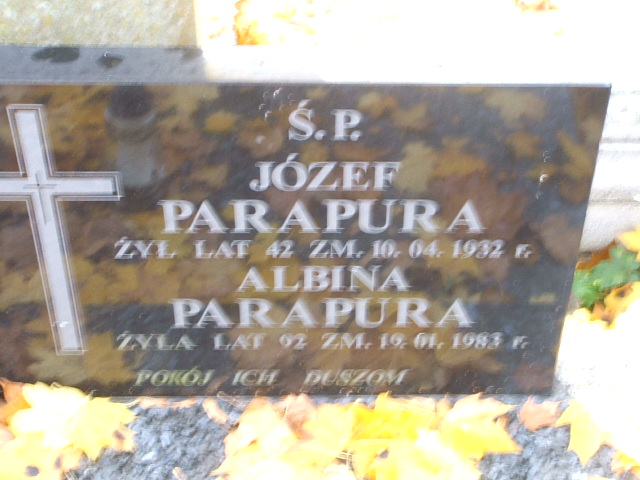 Ś. P.
JÓZEF
PARAPURA
ŻYŁ LAT 42 ZM. 10. 04. 1932 r.
ALBINA
PARAPURA
ŻYŁA LAT 92 ZM. 19. 01. 1983 r.
POKÓJ ICH DUSZOM